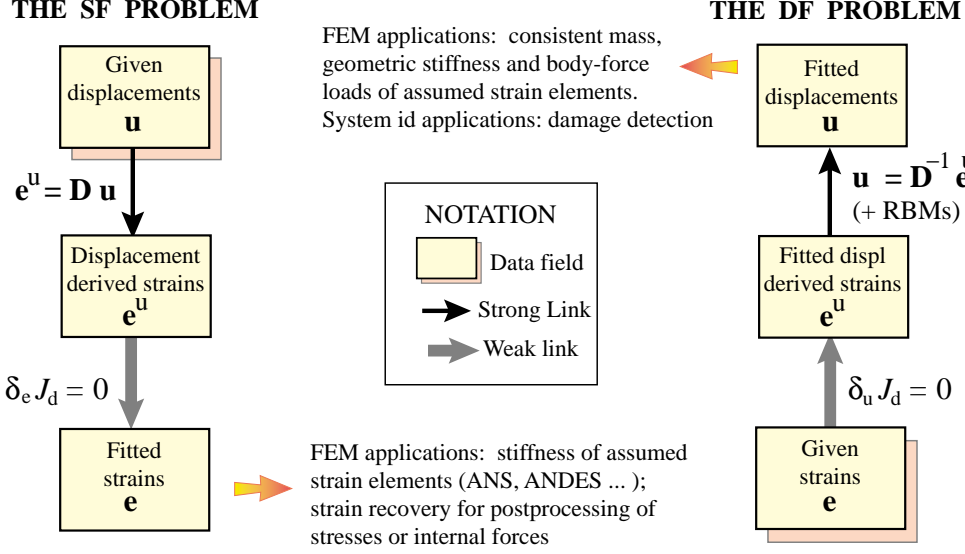 THE SF PROBLEM
Given
displacements
u
e^u = D u
Displacement
derived strains
e^u
δ_e J_d = 0
Fitted
strains
e
FEM applications: consistent mass,
geometric stiffness and body-force
loads of assumed strain elements.
System id applications: damage detection
NOTATION
Data field
Strong Link
Weak link
FEM applications: stiffness of assumed
strain elements (ANS, ANDES ... );
strain recovery for postprocessing of
stresses or internal forces
THE DF PROBLEM
Fitted
displacements
u
u = D^−1 e^u
(+ RBMs)
Fitted displ
derived strains
e^u
δ_u J_d = 0
Given
strains
e